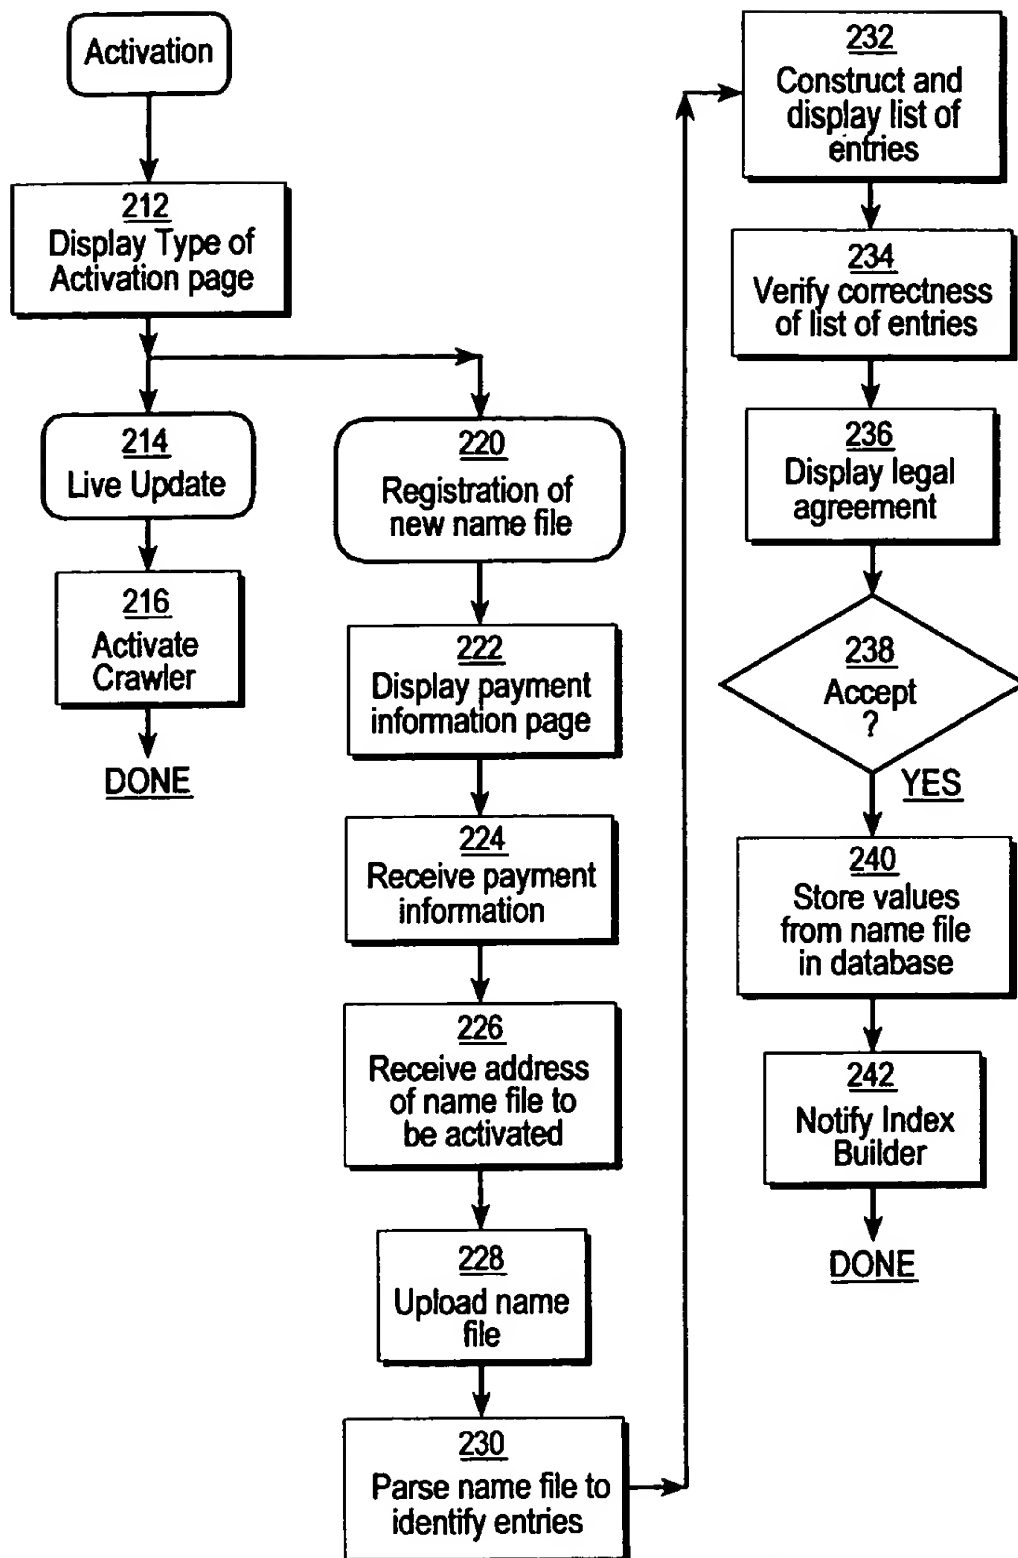 Activation
212
Display Type of
Activation page
214
Live Update
216
Activate
Crawler
DONE
220
Registration of
new name file
222
Display payment
information page
224
Receive payment
information
226
Receive address
of name file to
be activated
228
Upload name
file
230
Parse name file to
identify entries
232
Construct and
display list of
entries
234
Verify correctness
of list of entries
236
Display legal
agreement
238
Accept
?
YES
240
Store values
from name file
in database
242
Notify Index
Builder
DONE